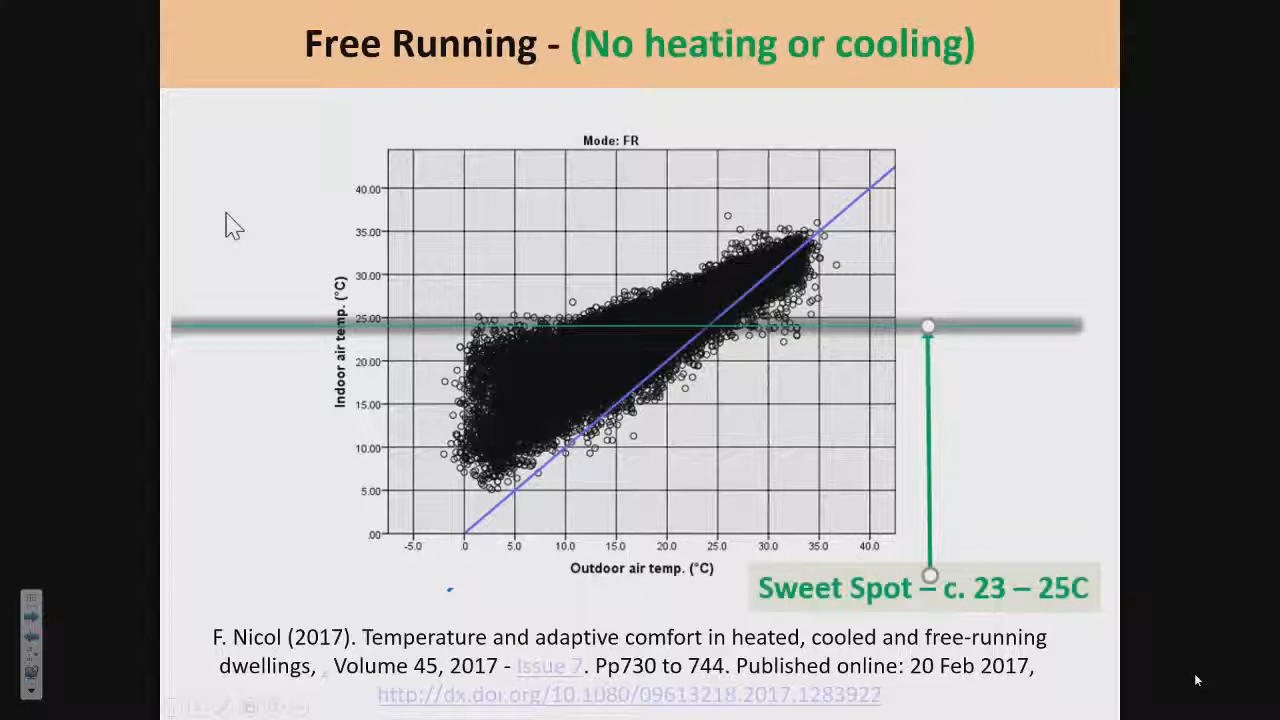 Free Running - (No heating or cooling)
Mode: FR
40.00
35.00
30.00
25.00
20.00
15.00
10.00
5.00
.00
Indoor air temp. (°C)
-5.0 .0 5.0 10.0 15.0 20.0 25.0 30.0 35.0 40.0
Outdoor air temp. (°C)
Sweet Spot – c. 23 – 25C
F. Nicol (2017). Temperature and adaptive comfort in heated, cooled and free-running
dwellings, Volume 45, 2017 - Issue 7. Pp730 to 744. Published online: 20 Feb 2017,
http://dx.doi.org/10.1080/09613218.2017.1283922